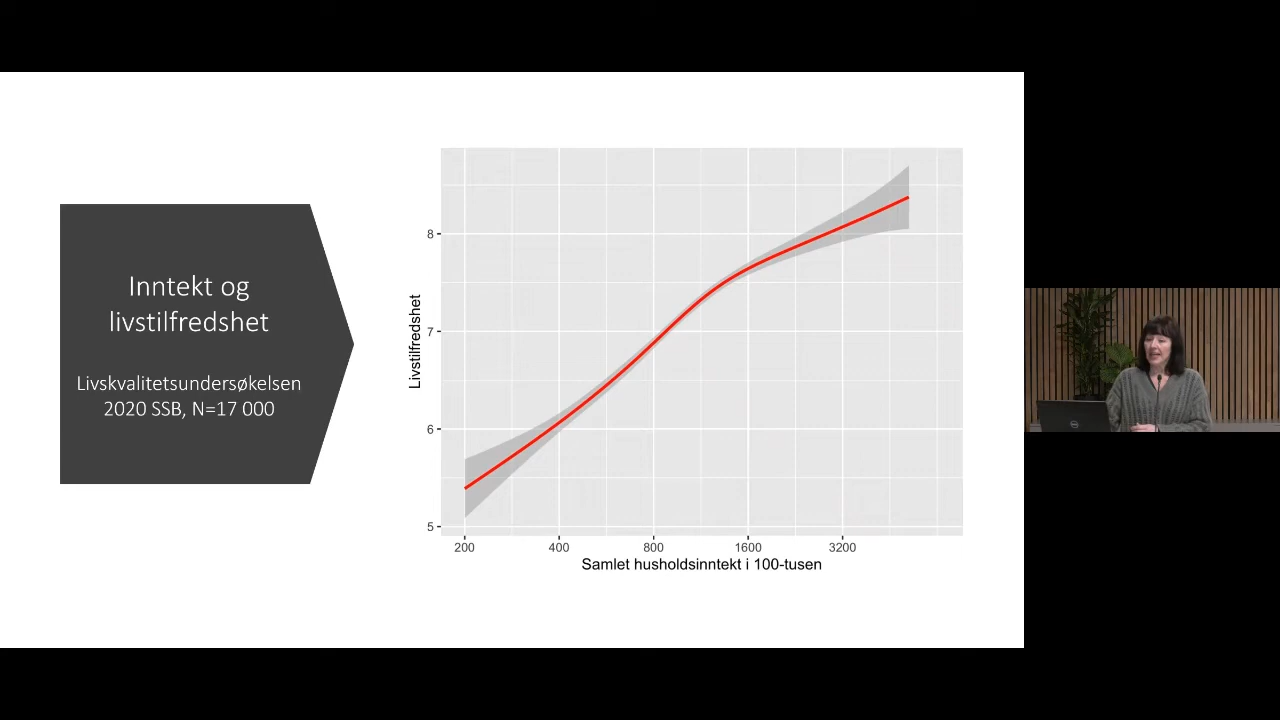 Inntekt og
livstilfredshet
Livskvalitetsundersøkelsen
2020 SSB, N=17 000
Livstilfredshet
8
7
6
5
200 400 800 1600 3200
Samlet husholdsinntekt i 100-tusen